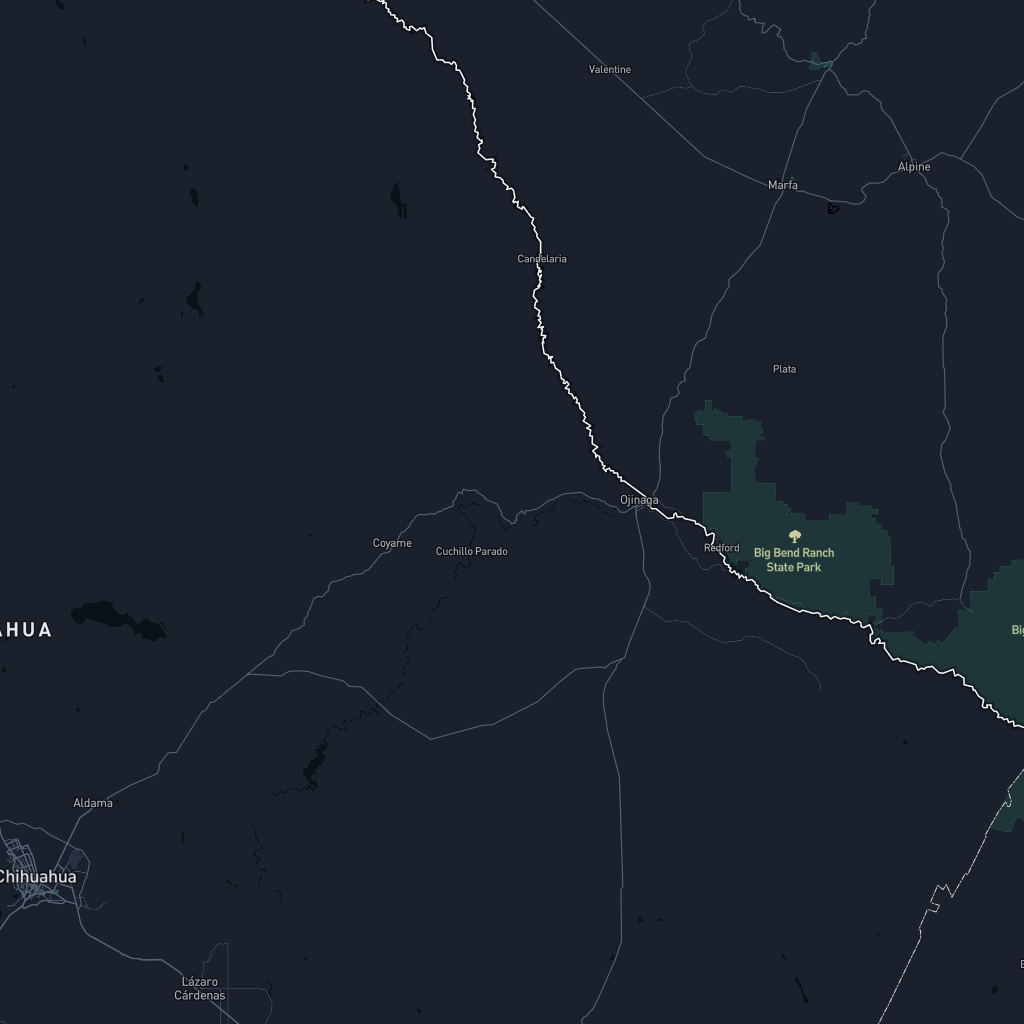 Valentine
Alpine
Marfa
Candelaria
Plata
Ojinaga
Coyame
Cuchillo Parado
Redford
Big Bend Ranch
State Park
AHUA
Big
Aldama
Chihuahua
Lázaro
Cárdenas